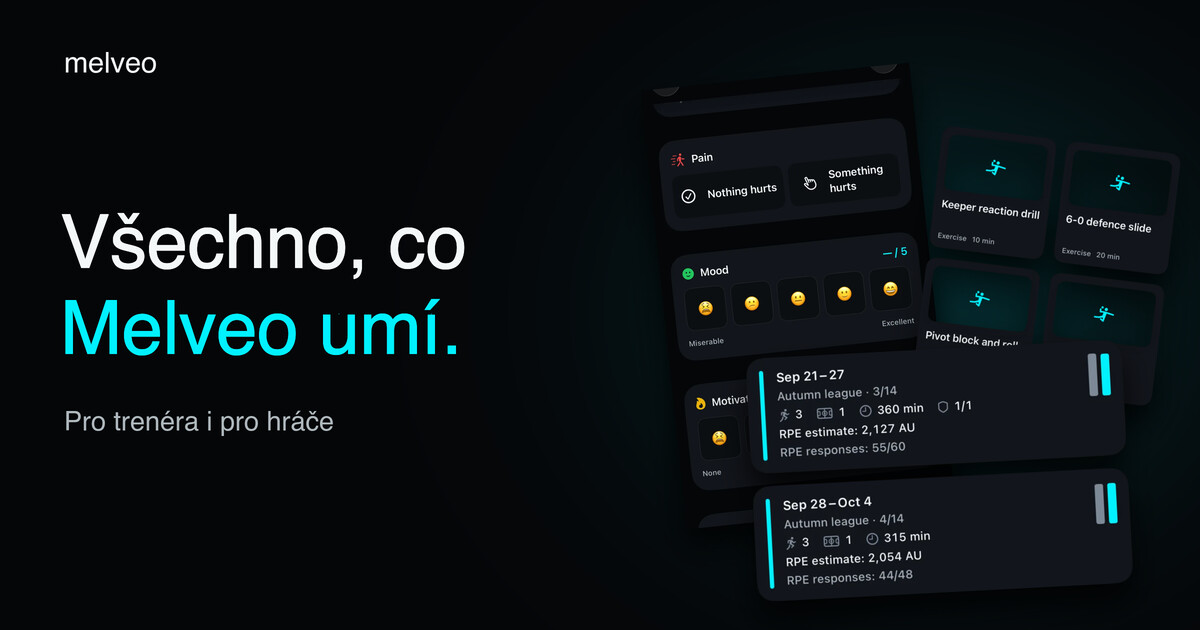 melveo
Všechno, co
Melveo umí.
Pro trenéra i pro hráče
Pain
Nothing hurts
Something
hurts
Mood
— / 5
Miserable
Excellent
None
Keeper reaction drill
Exercise 10 min
6-0 defence slide
Exercise 20 min
Pivot block and
Sep 21–27
Autumn league · 3/14
3 1 360 min 1/1
RPE estimate: 2,127 AU
RPE responses: 55/60
Sep 28–Oct 4
Autumn league · 4/14
3 1 315 min
RPE estimate: 2,054 AU
RPE responses: 44/48